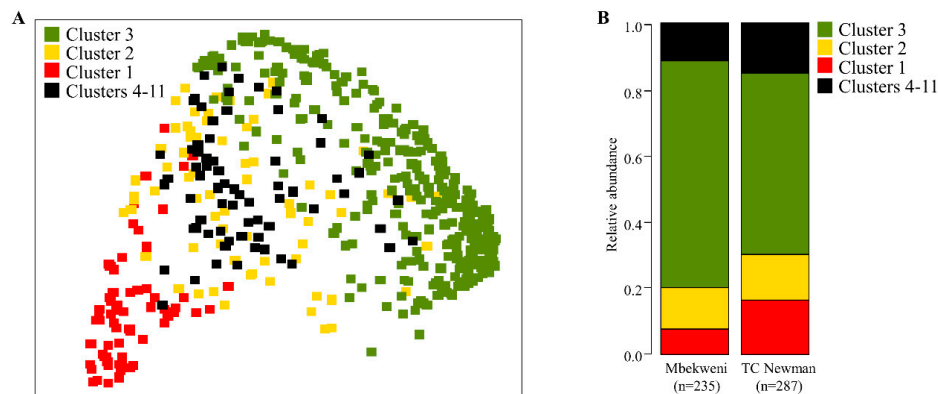 A
Cluster 3
Cluster 2
Cluster 1
Clusters 4-11
B
Relative abundance
1.0
0.8
0.6
0.4
0.2
0.0
Mbekweni
(n=235)
TC Newman
(n=287)
Cluster 3
Cluster 2
Cluster 1
Clusters 4-11